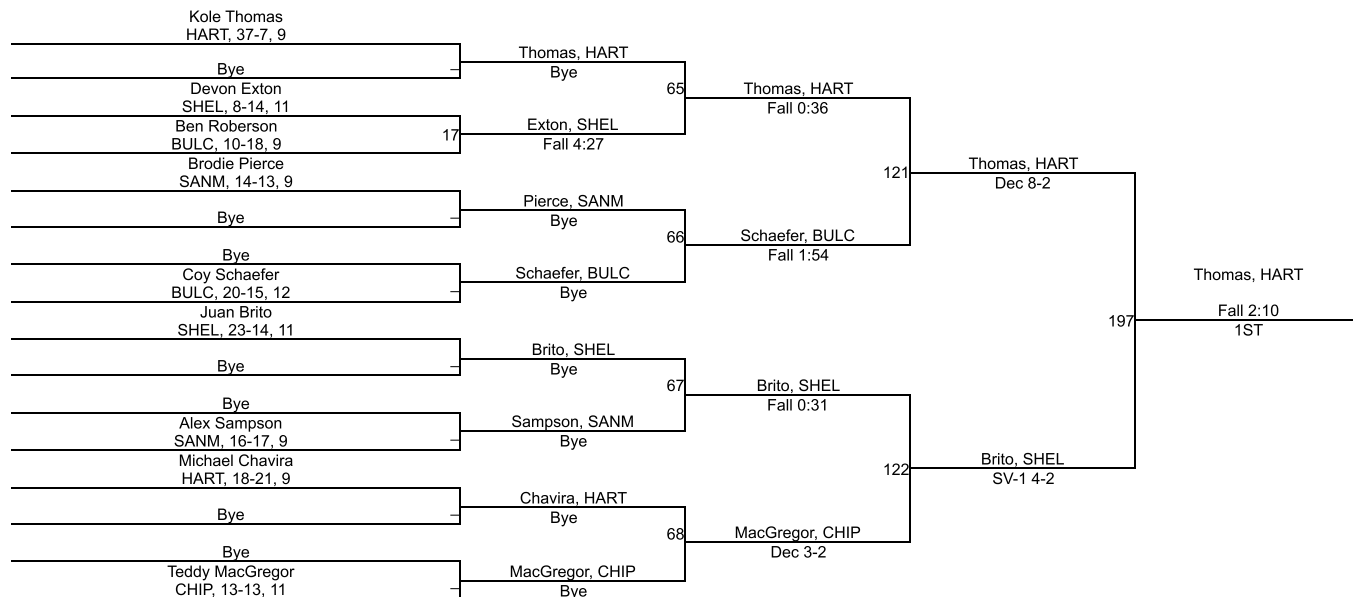 Kole Thomas
HART, 37-7, 9
Bye
Devon Exton
SHEL, 8-14, 11
Ben Roberson
BULC, 10-18, 9
Brodie Pierce
SANM, 14-13, 9
Bye
Bye
Coy Schaefer
BULC, 20-15, 12
Juan Brito
SHEL, 23-14, 11
Bye
Bye
Alex Sampson
SANM, 16-17, 9
Michael Chavira
HART, 18-21, 9
Bye
Bye
Teddy MacGregor
CHIP, 13-13, 11
17
Thomas, HART
Bye
Exton, SHEL
Fall 4:27
Pierce, SANM
Bye
Schaefer, BULC
Bye
Brito, SHEL
Bye
Sampson, SANM
Bye
Chavira, HART
Bye
MacGregor, CHIP
Bye
65
66
67
68
Thomas, HART
Fall 0:36
Schaefer, BULC
Fall 1:54
Brito, SHEL
Fall 0:31
MacGregor, CHIP
Dec 3-2
121
122
Thomas, HART
Dec 8-2
Brito, SHEL
SV-1 4-2
197
Thomas, HART
Fall 2:10
1ST